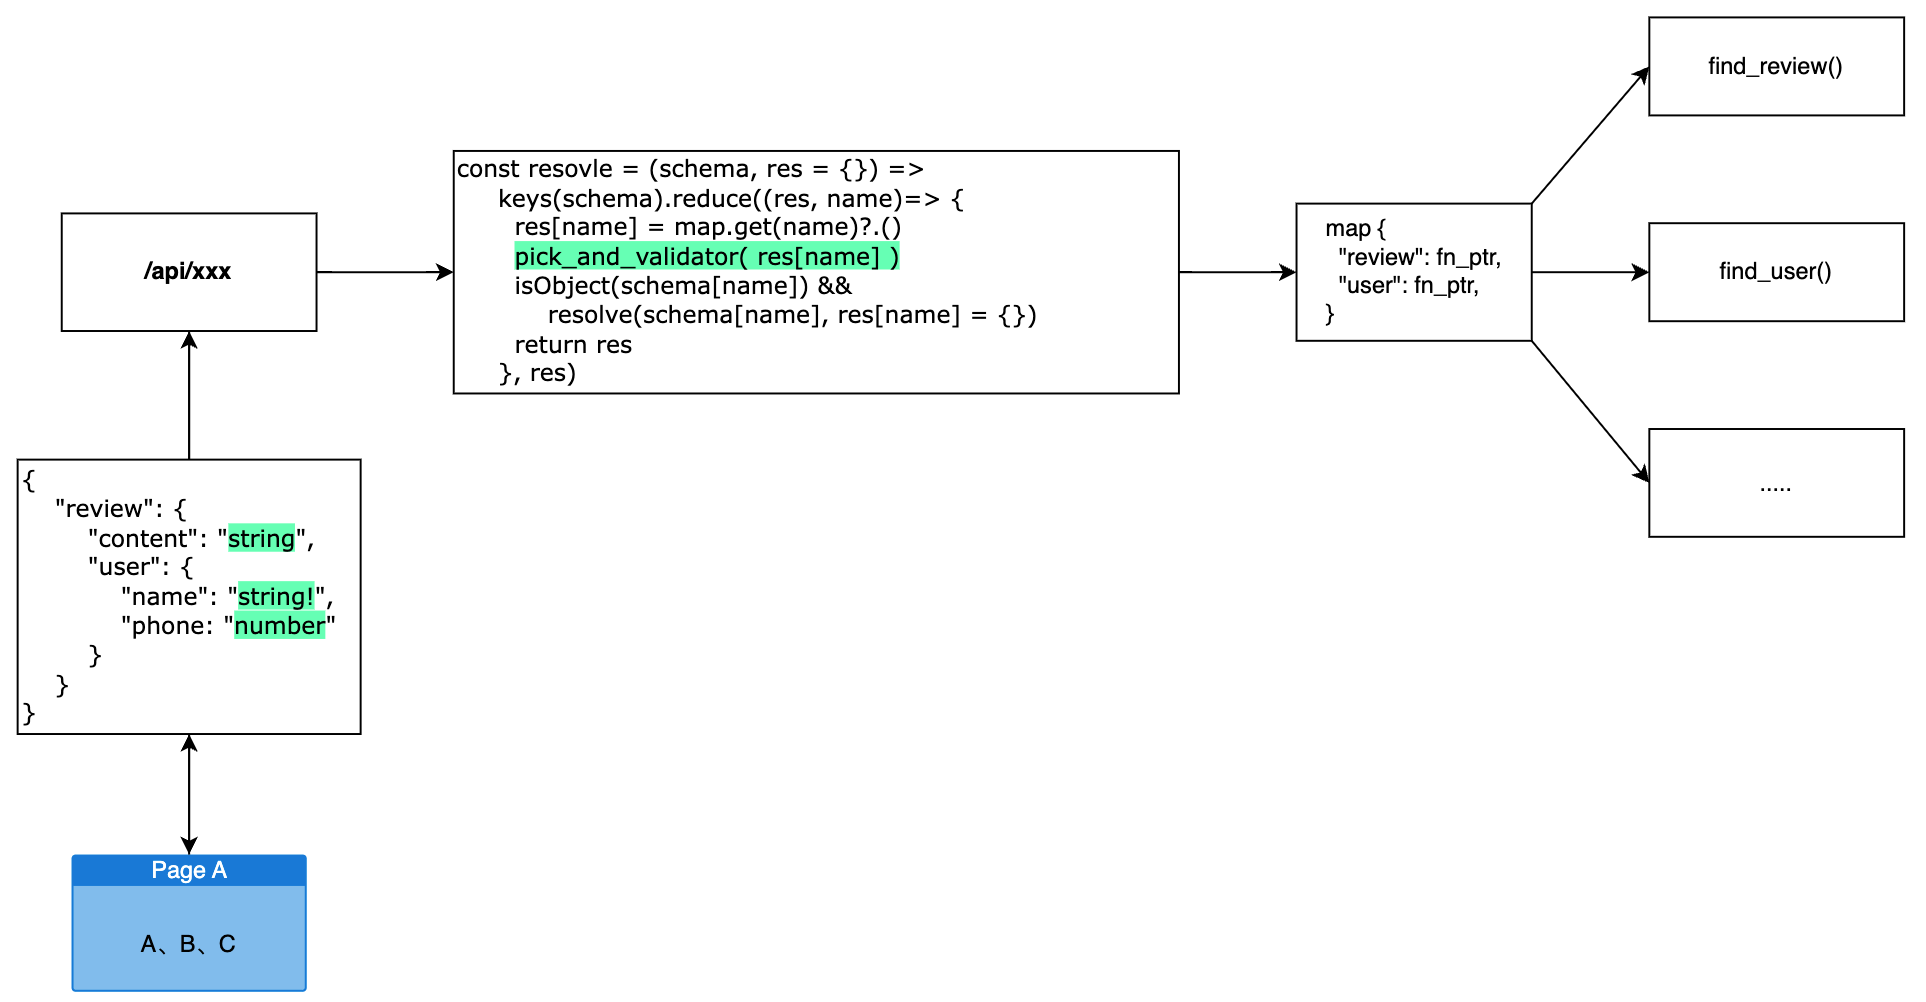 find_review()
const resovle = (schema, res = {}) =>
keys(schema).reduce((res, name)=> {
res[name] = map.get(name)?.()
pick_and_validator( res[name] )
isObject(schema[name]) &&
resolve(schema[name], res[name] = {})
return res
}, res)
/api/xxx
map {
"review": fn_ptr,
"user": fn_ptr,
}
find_user()
.....
{
"review": {
"content": "string",
"user": {
"name": "string!",
"phone: "number"
}
}
}
Page A
A、B、C